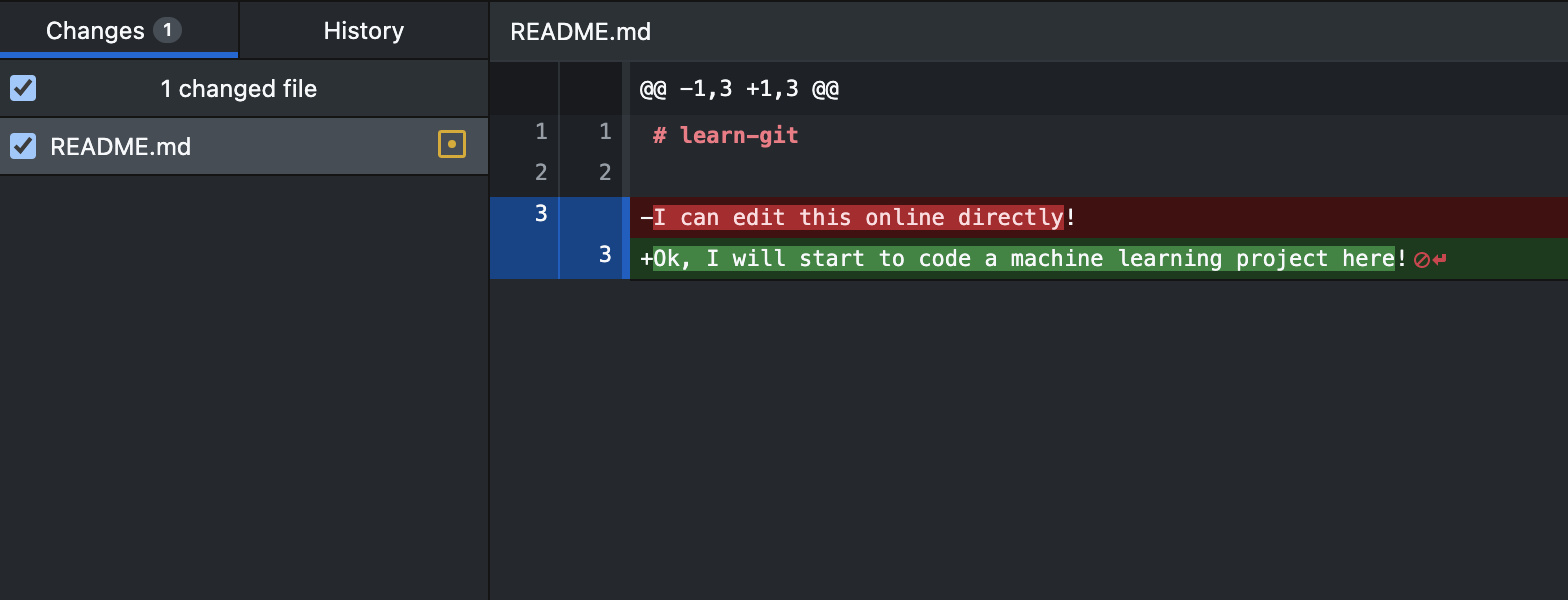 Changes 1
History
1 changed file
README.md
README.md
@@ -1,3 +1,3 @@
1 1 # learn-git
2 2
3 -I can edit this online directly!
3 +Ok, I will start to code a machine learning project here!